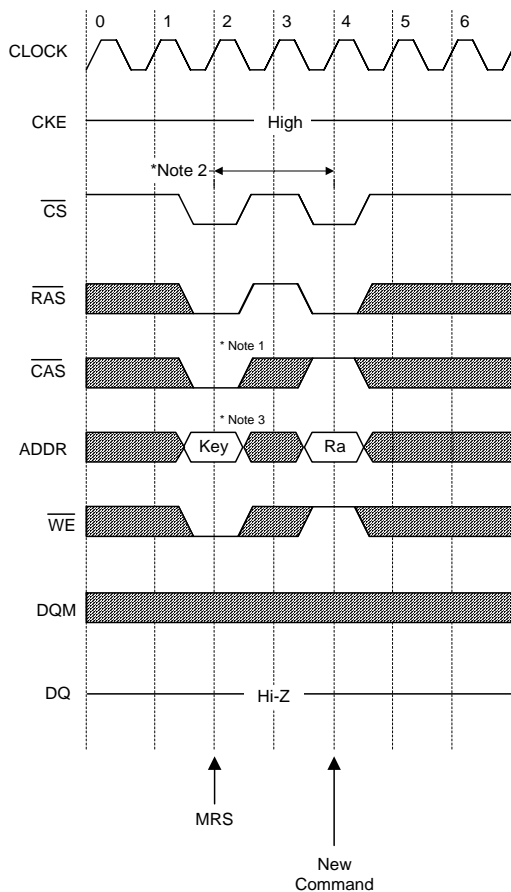 0 1 2 3 4 5 6
CLOCK
CKE High
*Note 2
CS
RAS
* Note 1
CAS
* Note 3
ADDR Key Ra
WE
DQM
DQ Hi-Z
MRS
New
Command